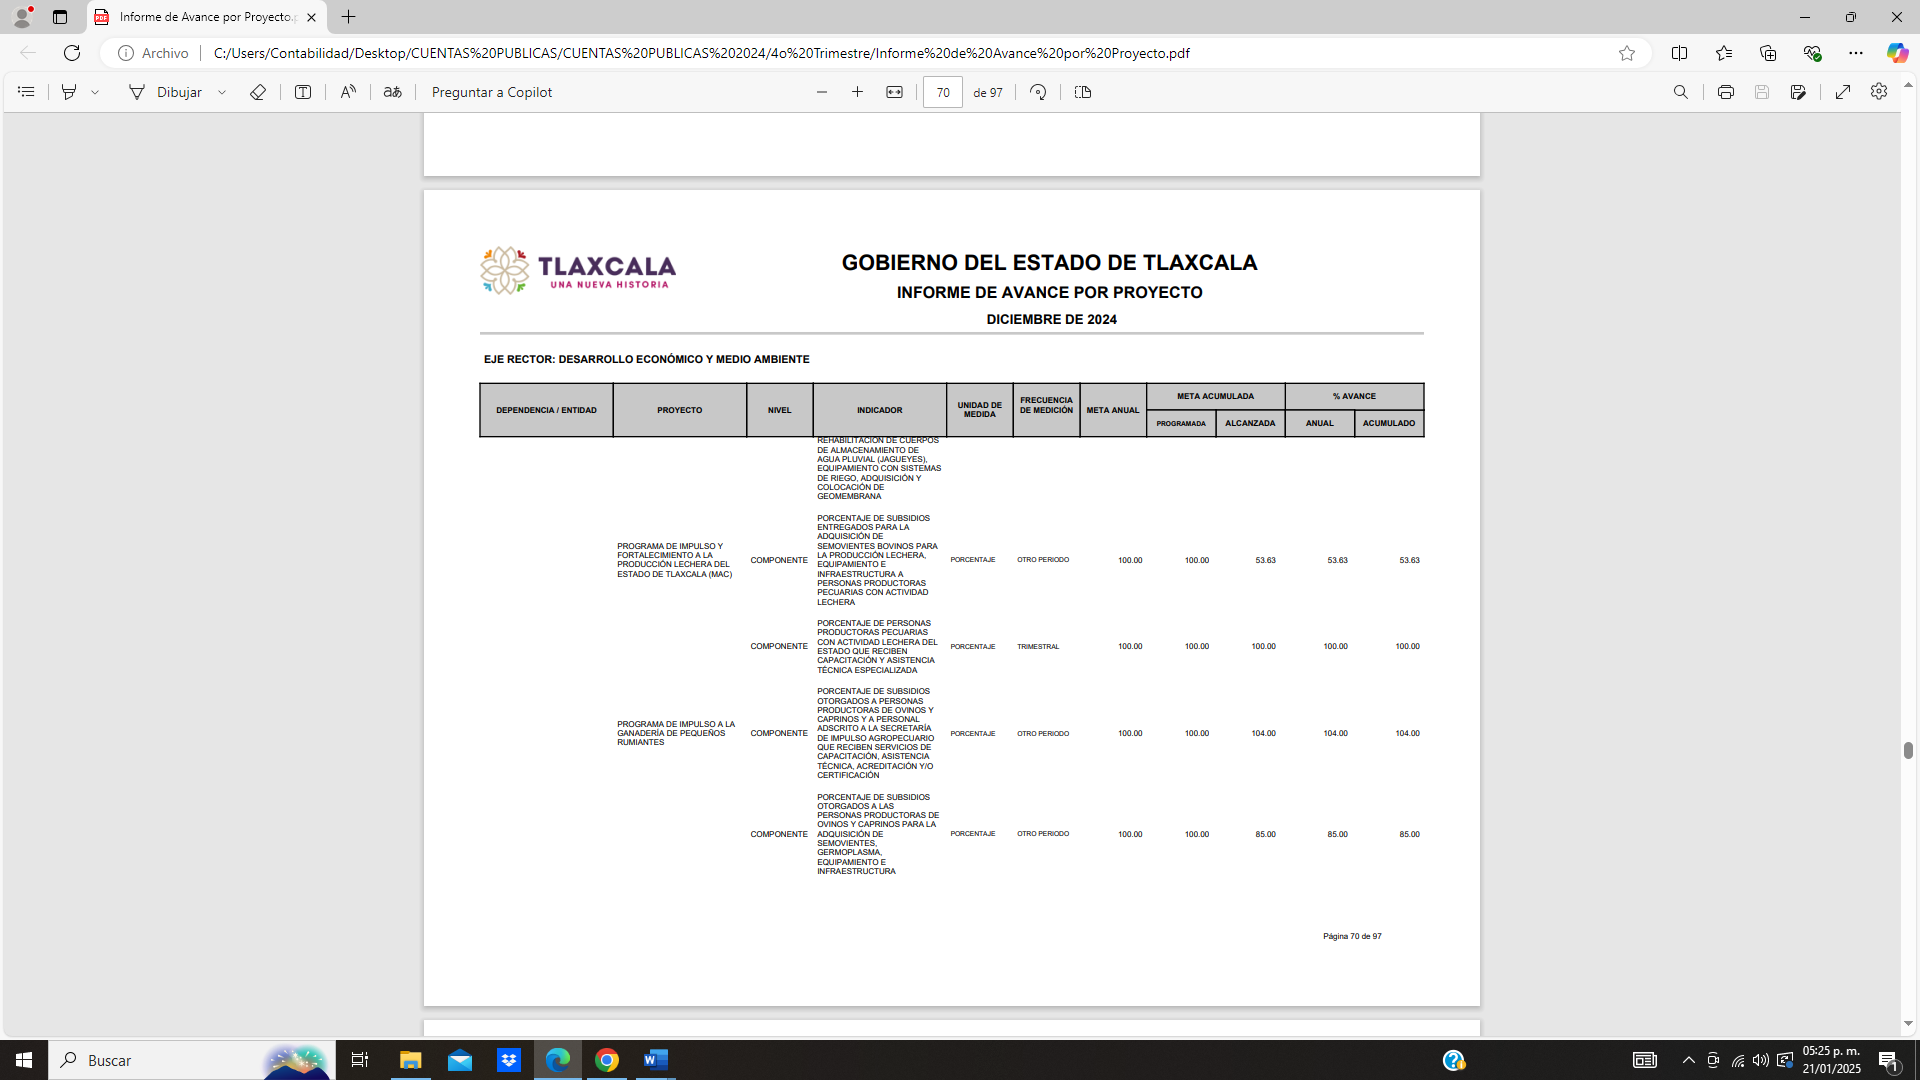 Informe de Avance por Proyecto.p
Archivo
C:/Users/Contabilidad/Desktop/CUENTAS%20PUBLICAS/CUENTAS%20PUBLICAS%202024/4o%20Trimestre/Informe%20de%20Avance%20por%20Proyecto.pdf
Dibujar
Preguntar a Copilot
70 de 97
TLAXCALA
UNA NUEVA HISTORIA
GOBIERNO DEL ESTADO DE TLAXCALA
INFORME DE AVANCE POR PROYECTO
DICIEMBRE DE 2024
EJE RECTOR: DESARROLLO ECONÓMICO Y MEDIO AMBIENTE
DEPENDENCIA / ENTIDAD
PROYECTO
NIVEL
INDICADOR
UNIDAD DE
MEDIDA
FRECUENCIA
DE MEDICIÓN
META ANUAL
META ACUMULADA
PROGRAMADA
ALCANZADA
% AVANCE
ANUAL
ACUMULADO
REHABILITACIÓN DE CUERPOS
DE ALMACENAMIENTO DE
AGUA PLUVIAL (JAGUEYES),
EQUIPAMIENTO CON SISTEMAS
DE RIEGO, ADQUISICIÓN Y
COLOCACIÓN DE
GEOMEMBRANA
PROGRAMA DE IMPULSO Y
FORTALECIMIENTO A LA
PRODUCCIÓN LECHERA DEL
ESTADO DE TLAXCALA (MAC)
COMPONENTE
PORCENTAJE DE SUBSIDIOS
ENTREGADOS PARA LA
ADQUISICIÓN DE
SEMOVIENTES BOVINOS PARA
LA PRODUCCIÓN LECHERA,
EQUIPAMIENTO E
INFRAESTRUCTURA A
PERSONAS PRODUCTORAS
PECUARIAS CON ACTIVIDAD
LECHERA
PORCENTAJE
OTRO PERIODO
100.00
100.00
53.63
53.63
53.63
COMPONENTE
PORCENTAJE DE PERSONAS
PRODUCTORAS PECUARIAS
CON ACTIVIDAD LECHERA DEL
ESTADO QUE RECIBEN
CAPACITACIÓN Y ASISTENCIA
TÉCNICA ESPECIALIZADA
PORCENTAJE
TRIMESTRAL
100.00
100.00
100.00
100.00
100.00
PROGRAMA DE IMPULSO A LA
GANADERÍA DE PEQUEÑOS
RUMIANTES
COMPONENTE
PORCENTAJE DE SUBSIDIOS
OTORGADOS A PERSONAS
PRODUCTORAS DE OVINOS Y
CAPRINOS Y A PERSONAL
ADSCRITO A LA SECRETARÍA
DE IMPULSO AGROPECUARIO
QUE RECIBEN SERVICIOS DE
CAPACITACIÓN, ASISTENCIA
TÉCNICA, ACREDITACIÓN Y/O
CERTIFICACIÓN
PORCENTAJE
OTRO PERIODO
100.00
100.00
104.00
104.00
104.00
COMPONENTE
PORCENTAJE DE SUBSIDIOS
OTORGADOS A LAS
PERSONAS PRODUCTORAS DE
OVINOS Y CAPRINOS PARA LA
ADQUISICIÓN DE
SEMOVIENTES,
GERMOPLASMA,
EQUIPAMIENTO E
INFRAESTRUCTURA
PORCENTAJE
OTRO PERIODO
100.00
100.00
85.00
85.00
85.00
Página 70 de 97
Buscar
05:25 p. m.
21/01/2025
1